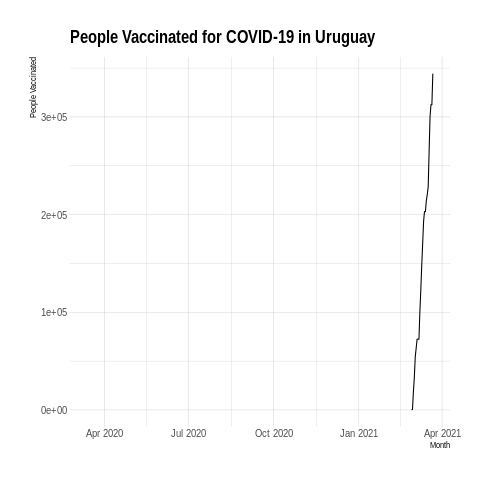 People Vaccinated for COVID-19 in Uruguay
People Vaccinated
3e+05
2e+05
1e+05
0e+00
Apr 2020 Jul 2020 Oct 2020 Jan 2021 Apr 2021
Month